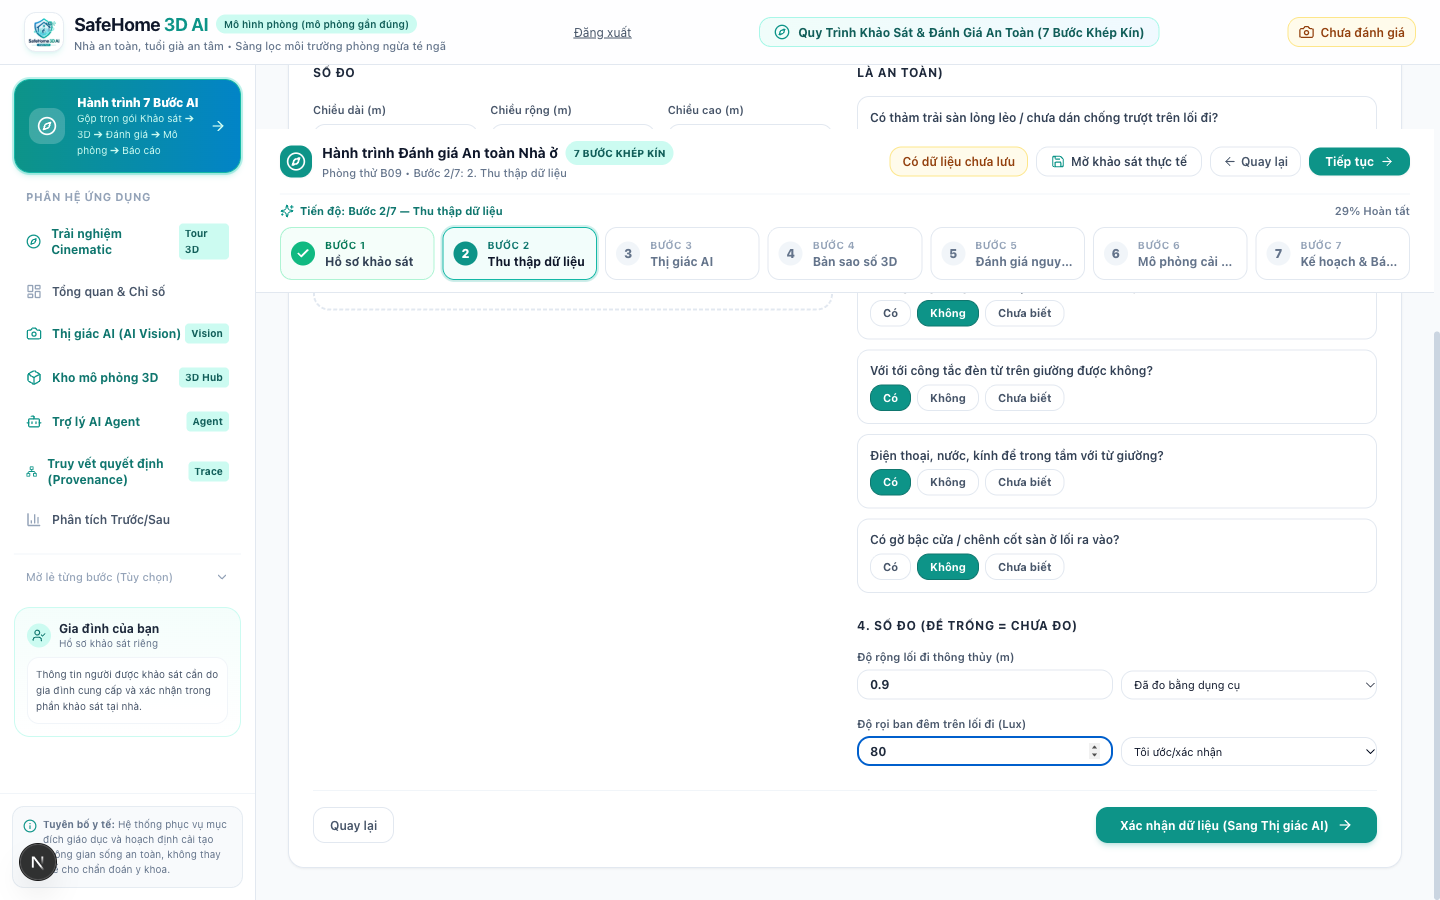 SafeHome 3D AI
Mô hình phòng (mô phỏng gần đúng)
Nhà an toàn, tuổi già an tâm • Sàng lọc môi trường phòng ngừa té ngã
Đăng xuất
Quy Trình Khảo Sát & Đánh Giá An Toàn (7 Bước Khép Kín)
Chưa đánh giá
Hành trình 7 Bước AI
Gộp trọn gói Khảo sát ➔
3D ➔ Đánh giá ➔ Mô
phỏng ➔ Báo cáo
PHÂN HỆ ỨNG DỤNG
Trải nghiệm
Cinematic
Tour
3D
Tổng quan & Chỉ số
Thị giác AI (AI Vision)
Vision
Kho mô phỏng 3D
3D Hub
Trợ lý AI Agent
Agent
Truy vết quyết định
(Provenance)
Trace
Phân tích Trước/Sau
Mở lẻ từng bước (Tùy chọn)
Gia đình của bạn
Hồ sơ khảo sát riêng
Thông tin người được khảo sát cần do
gia đình cung cấp và xác nhận trong
phần khảo sát tại nhà.
Tuyên bố y tế: Hệ thống phục vụ mục
đích giáo dục và hoạch định cải tạo
gian sống an toàn, không thay
cho chẩn đoán y khoa.
N
SỐ ĐO
Chiều dài (m)
Chiều rộng (m)
Chiều cao (m)
LÀ AN TOÀN)
Có thảm trải sàn lỏng lẻo / chưa dán chống trượt trên lối đi?
Hành trình Đánh giá An toàn Nhà ở
7 BƯỚC KHÉP KÍN
Phòng thử B09 • Bước 2/7: 2. Thu thập dữ liệu
Có dữ liệu chưa lưu
Mở khảo sát thực tế
← Quay lại
Tiếp tục →
Tiến độ: Bước 2/7 — Thu thập dữ liệu
29% Hoàn tất
BƯỚC 1
Hồ sơ khảo sát
2
BƯỚC 2
Thu thập dữ liệu
3
BƯỚC 3
Thị giác AI
4
BƯỚC 4
Bản sao số 3D
5
BƯỚC 5
Đánh giá nguy...
6
BƯỚC 6
Mô phỏng cải ...
7
BƯỚC 7
Kế hoạch & Bá...
Có
Không
Chưa biết
Với tới công tắc đèn từ trên giường được không?
Có
Không
Chưa biết
Điện thoại, nước, kính để trong tầm với từ giường?
Có
Không
Chưa biết
Có gờ bậc cửa / chênh cốt sàn ở lối ra vào?
Có
Không
Chưa biết
4. SỐ ĐO (ĐỂ TRỐNG = CHƯA ĐO)
Độ rộng lối đi thông thủy (m)
0.9
Đã đo bằng dụng cụ
Độ rọi ban đêm trên lối đi (Lux)
80
Tôi ước/xác nhận
Quay lại
Xác nhận dữ liệu (Sang Thị giác AI) →